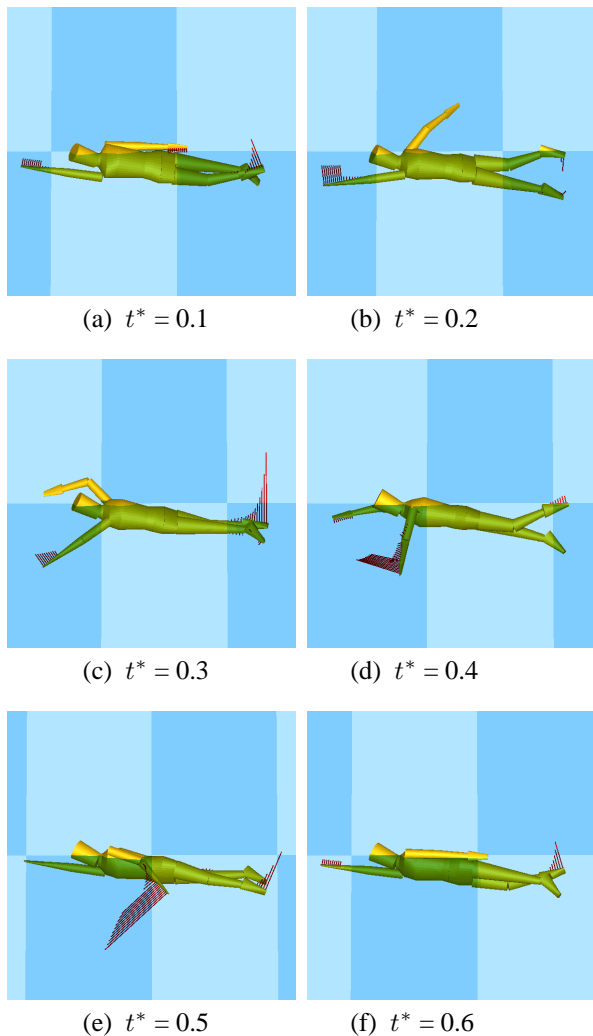 (a) t* = 0.1
(b) t* = 0.2
(c) t* = 0.3
(d) t* = 0.4
(e) t* = 0.5
(f) t* = 0.6